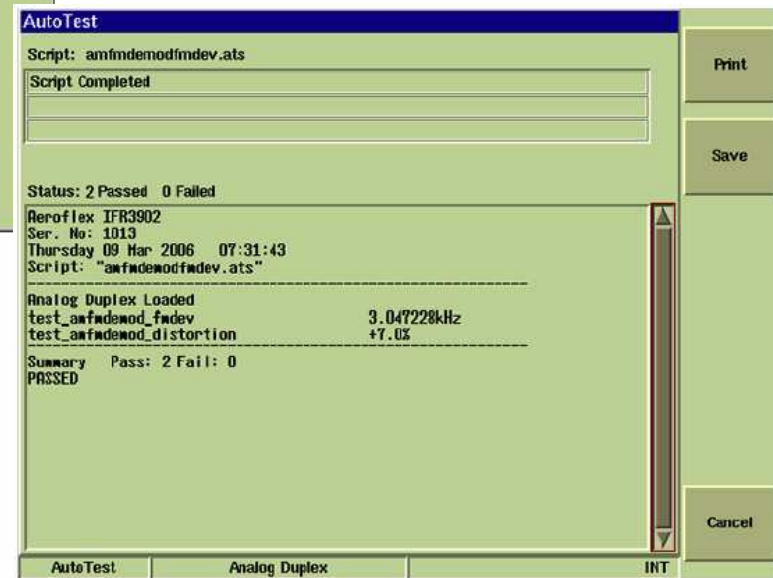 AutoTest
Script: amfmdemodfmdev.ats
Script Completed
Status: 2 Passed 0 Failed
Aeroflex IFR3902
Ser. No: 1013
Thursday 09 Mar 2006 07:31:43
Script: "amfmdemodfmdev.ats"
Analog Duplex Loaded
test_amfmdemod_fmdev 3.047228kHz
test_amfmdemod_distortion +7.0%
Summary Pass: 2 Fail: 0
PASSED
Print
Save
Cancel
AutoTest Analog Duplex INT